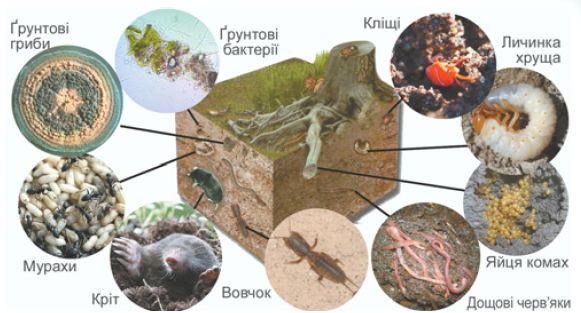 Ґрунтові
гриби
Ґрунтові
бактерії
Кліщі
Личинка
хруща
Мурахи
Кріт
Вовчок
Яйця комах
Дощові черв'яки